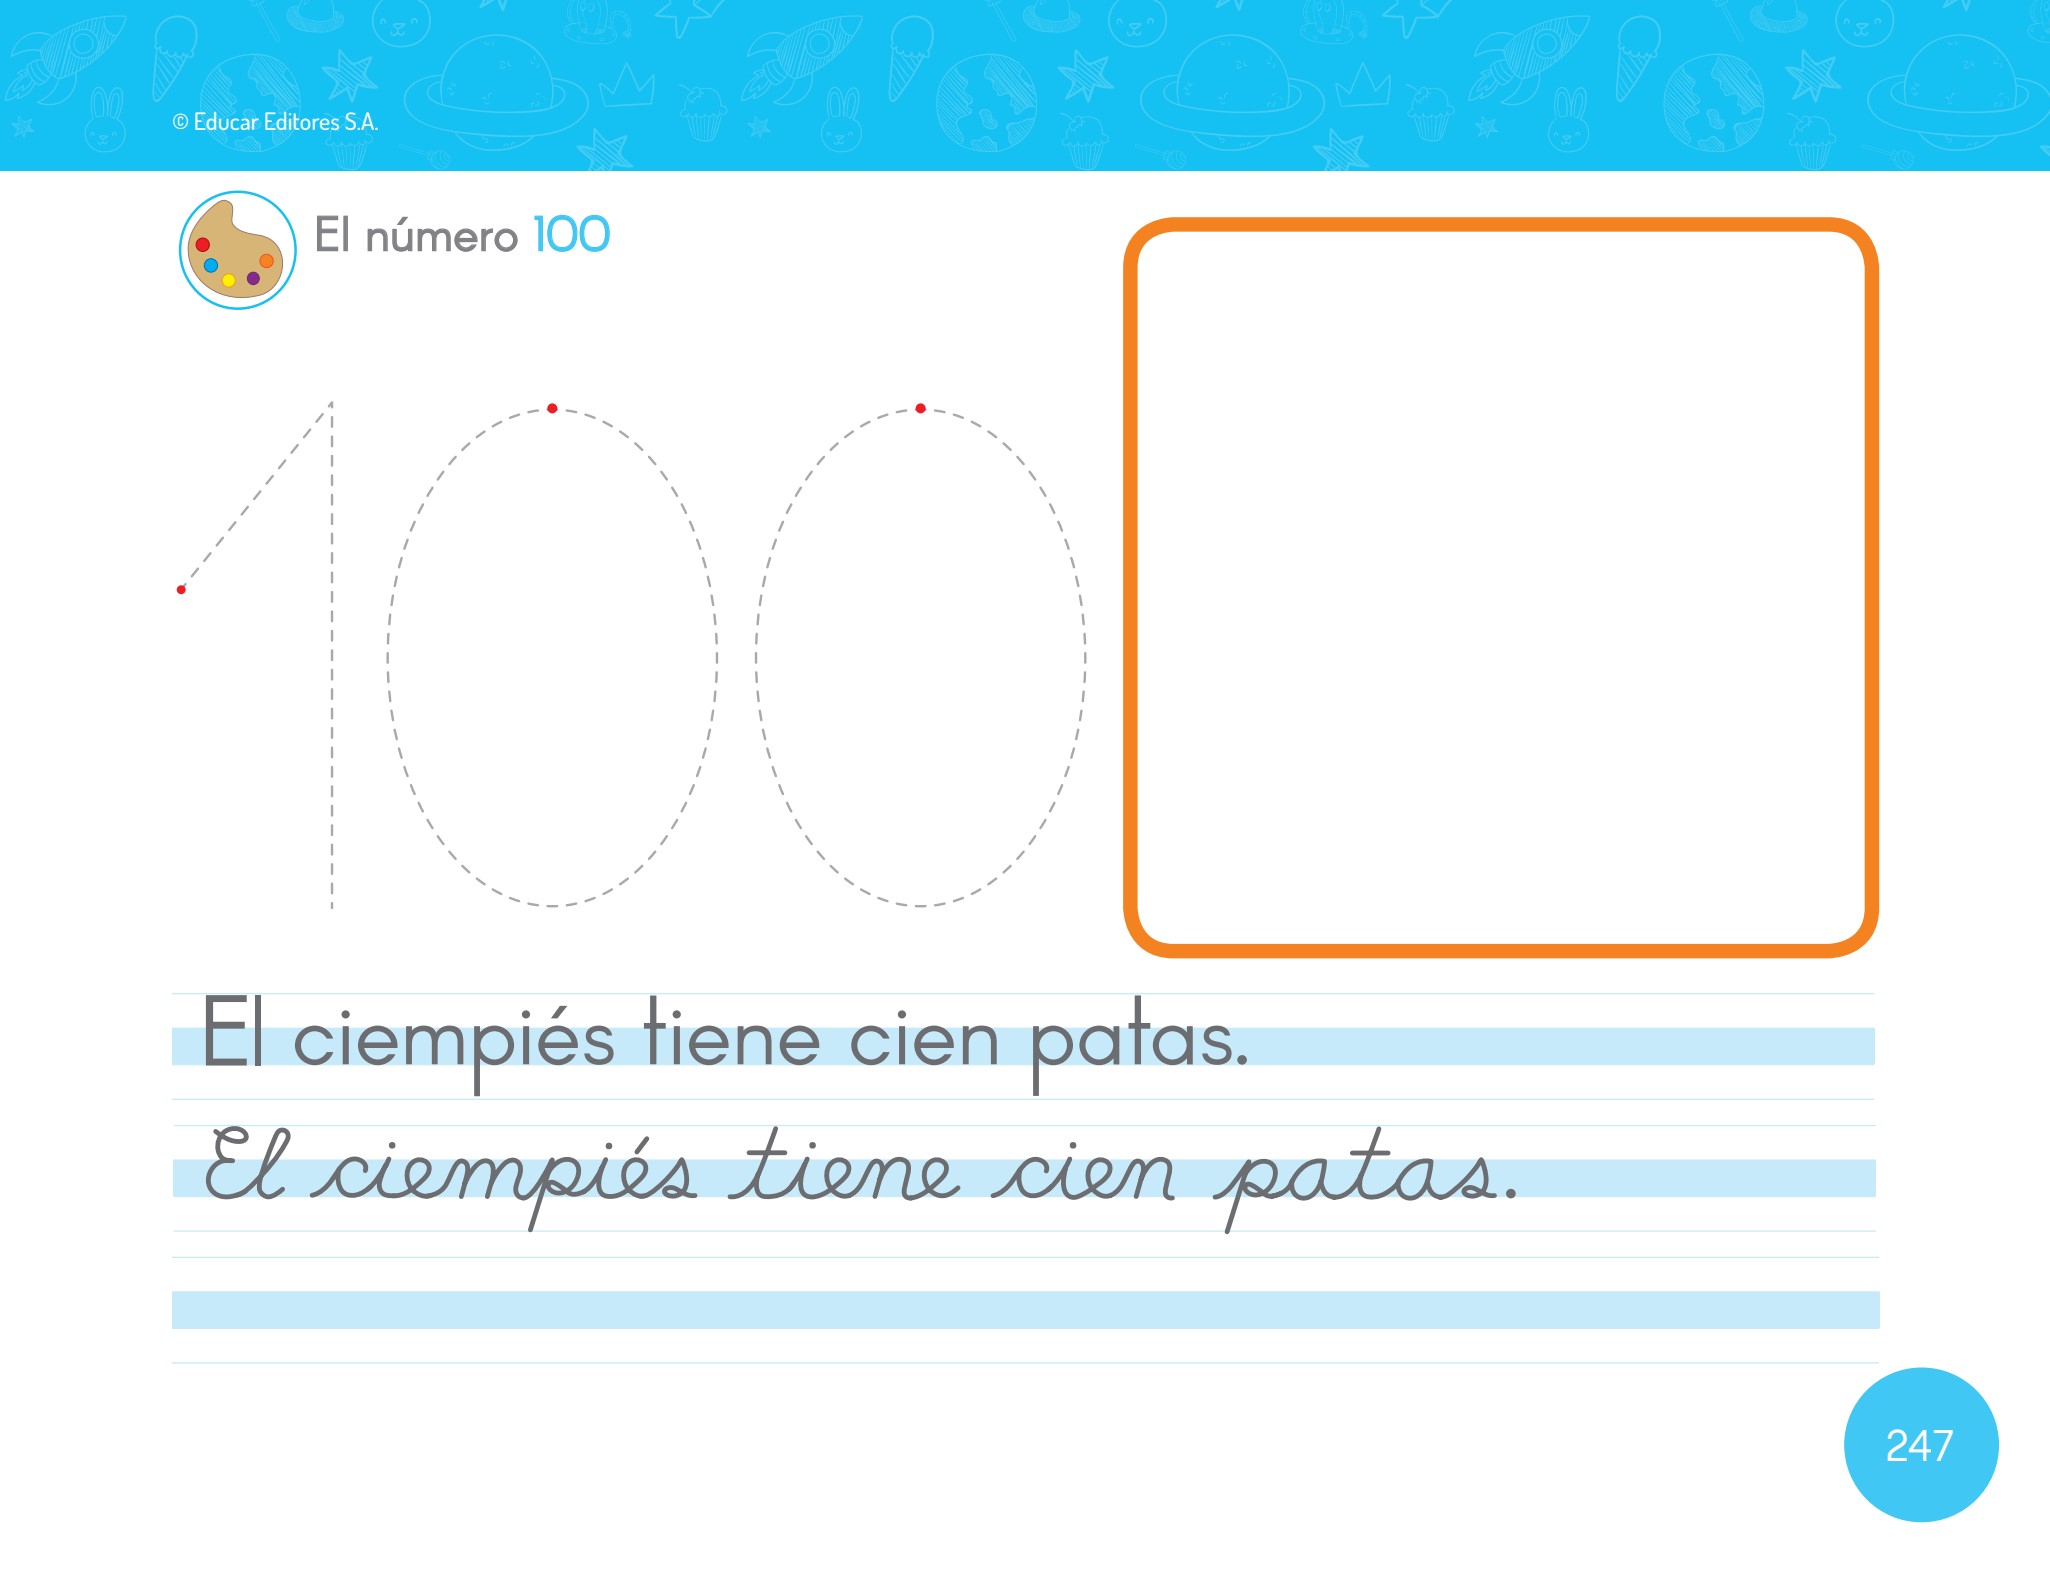 © Educar Editores S.A.
El número 100
100
El ciempiés tiene cien patas.
El ciempiés tiene cien patas.
247